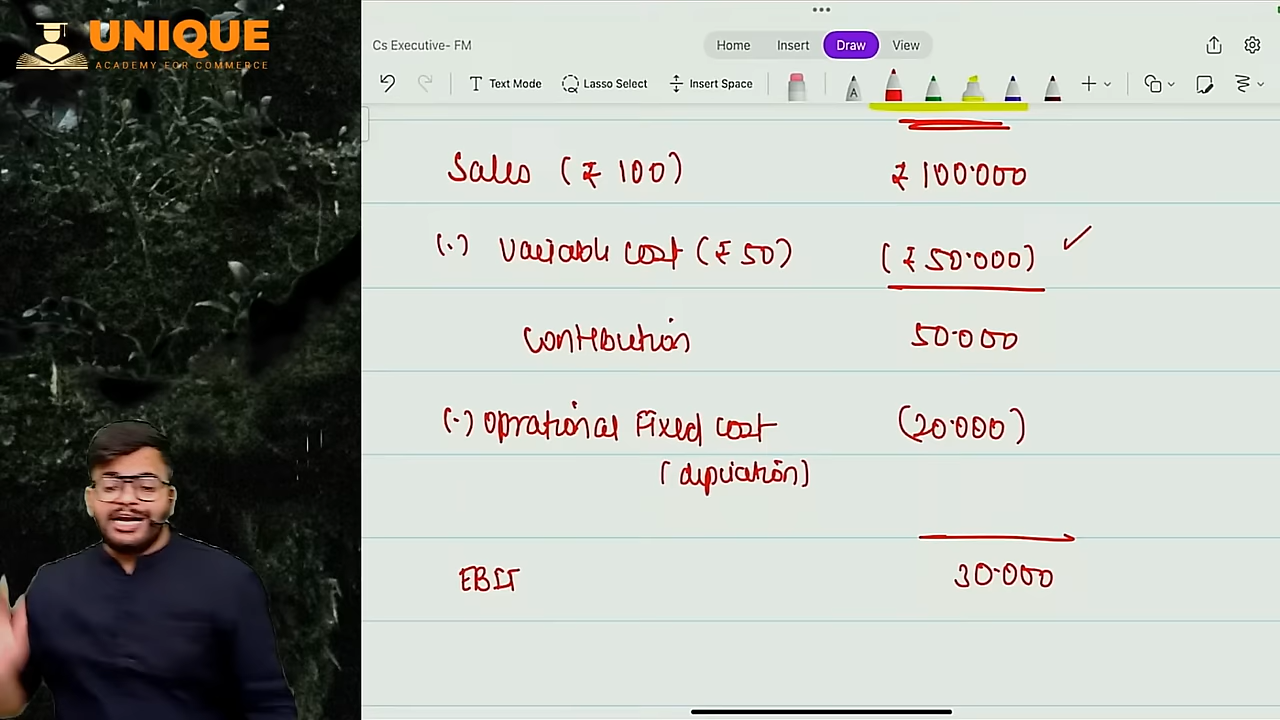 UNIQUE
ACADEMY FOR COMMERCE
Cs Executive- FM
Home Insert Draw View
Text Mode Lasso Select Insert Space
A
Sales (₹ 100) ₹ 100·000
(·) Variable cost (₹ 50) (₹ 50·000) ✓
Contribution 50·000
(·) Oprational Fixed cost (20·000)
(depriation)
EBIT 30·000